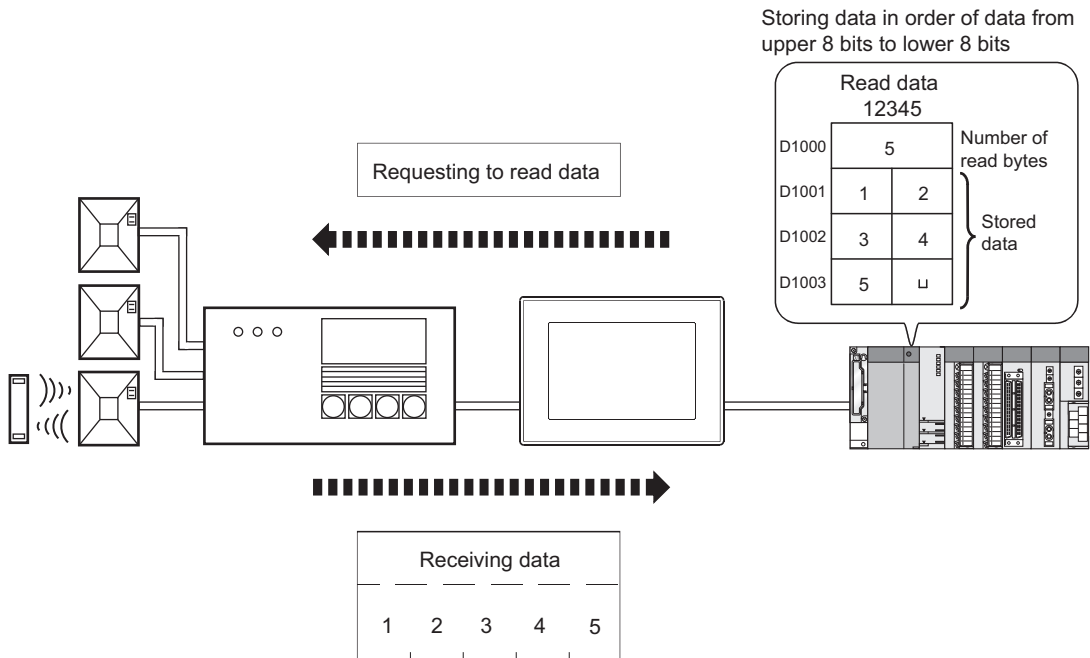 Storing data in order of data from
upper 8 bits to lower 8 bits
Read data
12345
Requesting to read data
D1000 5 Number of
read bytes
D1001 1 2
Stored
data
D1002 3 4
D1003 5 ␣
Receiving data
1 2 3 4 5